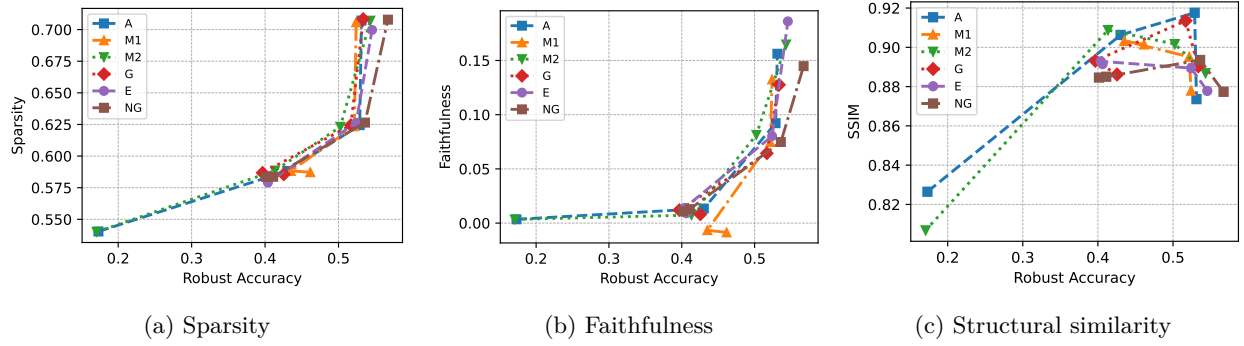 0.700
0.675
0.650
0.625
0.600
0.575
0.550
Sparsity
A
M1
M2
G
E
NG
0.2 0.3 0.4 0.5
Robust Accuracy
(a) Sparsity
0.15
0.10
0.05
0.00
Faithfulness
A
M1
M2
G
E
NG
0.2 0.3 0.4 0.5
Robust Accuracy
(b) Faithfulness
0.92
0.90
0.88
0.86
0.84
0.82
SSIM
A
M1
M2
G
E
NG
0.2 0.3 0.4 0.5
Robust Accuracy
(c) Structural similarity